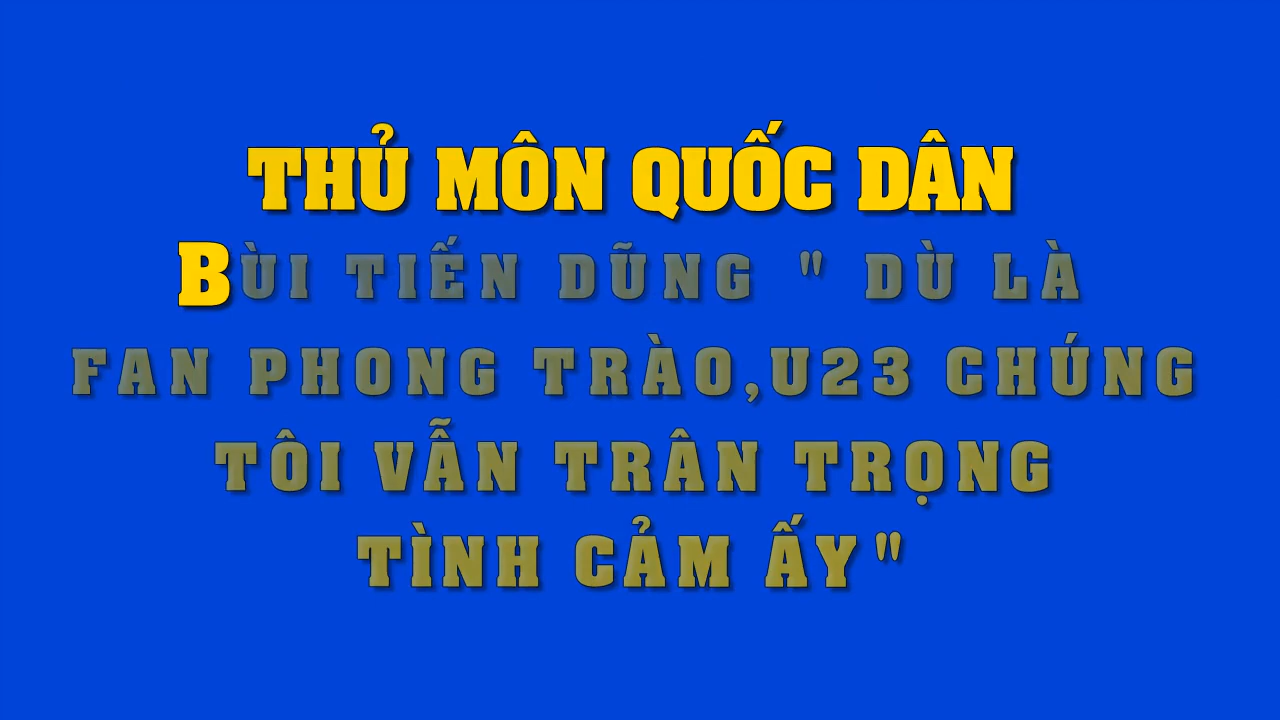 THỦ MÔN QUỐC DÂN
BÙI TIẾN DŨNG " DÙ LÀ
FAN PHONG TRÀO,U23 CHÚNG
TÔI VẪN TRÂN TRỌNG
TÌNH CẢM ẤY"